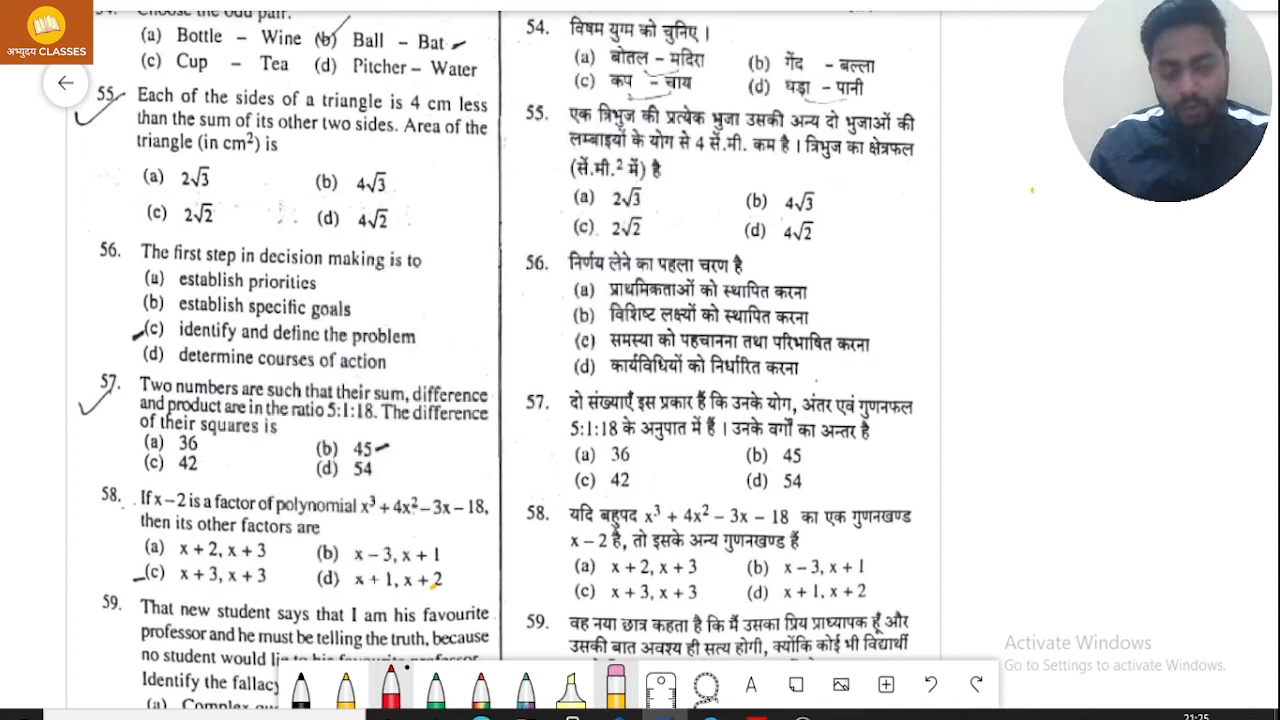 अभ्युदय CLASSES
Choose the odd pair.
(a) Bottle – Wine (b) Ball – Bat
(c) Cup – Tea (d) Pitcher – Water
55. Each of the sides of a triangle is 4 cm less
than the sum of its other two sides. Area of the
triangle (in cm²) is
(a) 2√3 (b) 4√3
(c) 2√2 (d) 4√2
56. The first step in decision making is to
(a) establish priorities
(b) establish specific goals
(c) identify and define the problem
(d) determine courses of action
57. Two numbers are such that their sum, difference
and product are in the ratio 5:1:18. The difference
of their squares is
(a) 36 (b) 45
(c) 42 (d) 54
58. If x – 2 is a factor of polynomial x³ + 4x² – 3x – 18,
then its other factors are
(a) x + 2, x + 3 (b) x – 3, x + 1
(c) x + 3, x + 3 (d) x + 1, x + 2
59. That new student says that I am his favourite
professor and he must be telling the truth, because
no student would lie to his favourite professor.
Identify the fallacy
(a) Complex
54. विषम युग्म को चुनिए ।
(a) बोतल – मदिरा (b) गेंद - बल्ला
(c) कप – चाय (d) घड़ा – पानी
55. एक त्रिभुज की प्रत्येक भुजा उसकी अन्य दो भुजाओं की
लम्बाइयों के योग से 4 सें.मी. कम है । त्रिभुज का क्षेत्रफल
(सें.मी.² में) है
(a) 2√3 (b) 4√3
(c) 2√2 (d) 4√2
56. निर्णय लेने का पहला चरण है
(a) प्राथमिकताओं को स्थापित करना
(b) विशिष्ट लक्ष्यों को स्थापित करना
(c) समस्या को पहचानना तथा परिभाषित करना
(d) कार्यविधियों को निर्धारित करना
57. दो संख्याएँ इस प्रकार हैं कि उनके योग, अंतर एवं गुणनफल
5:1:18 के अनुपात में हैं । उनके वर्गों का अन्तर है
(a) 36 (b) 45
(c) 42 (d) 54
58. यदि बहुपद x³ + 4x² – 3x – 18 का एक गुणनखण्ड
x – 2 है, तो इसके अन्य गुणनखण्ड हैं
(a) x + 2, x + 3 (b) x – 3, x + 1
(c) x + 3, x + 3 (d) x + 1, x + 2
59. वह नया छात्र कहता है कि मैं उसका प्रिय प्राध्यापक हूँ और
उसकी बात अवश्य ही सत्य होगी, क्योंकि कोई भी विद्यार्थी
Activate Windows
Go to Settings to activate Windows.
A
21:25